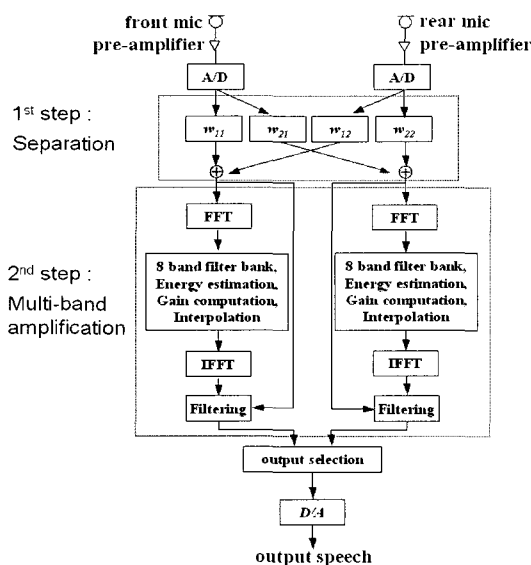 front mic
rear mic
pre-amplifier
pre-amplifier
A/D
A/D
1st step :
Separation
w11
w21
w12
w22
FFT
FFT
2nd step :
Multi-band
amplification
8 band filter bank,
Energy estimation,
Gain computation,
Interpolation
8 band filter bank,
Energy estimation,
Gain computation,
Interpolation
IFFT
IFFT
Filtering
Filtering
output selection
D/A
output speech